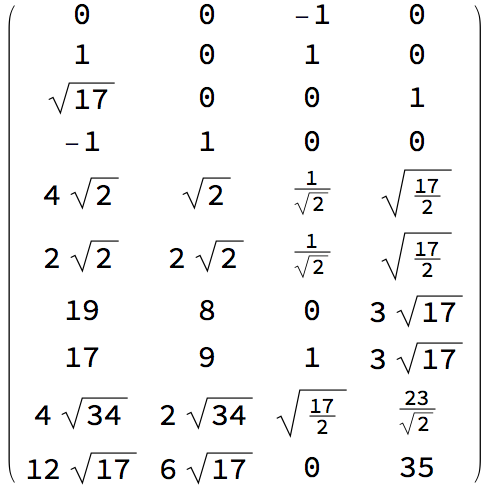 0 0 −1 0
1 0 1 0
√17 0 0 1
−1 1 0 0
4 √2 √2 1/√2 √(17/2)
2 √2 2 √2 1/√2 √(17/2)
19 8 0 3 √17
17 9 1 3 √17
4 √34 2 √34 √(17/2) 23/√2
12 √17 6 √17 0 35